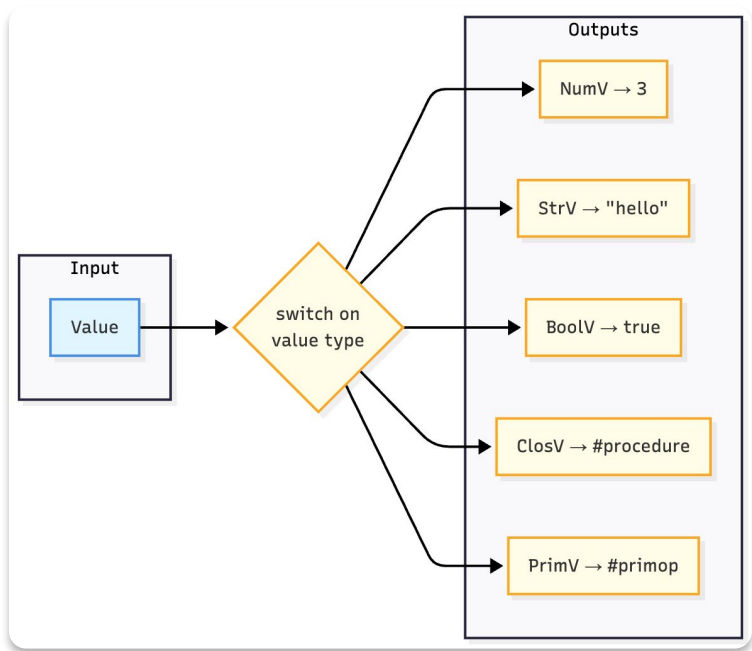 Input
Value
switch on
value type
Outputs
NumV → 3
StrV → "hello"
BoolV → true
ClosV → #procedure
PrimV → #primop